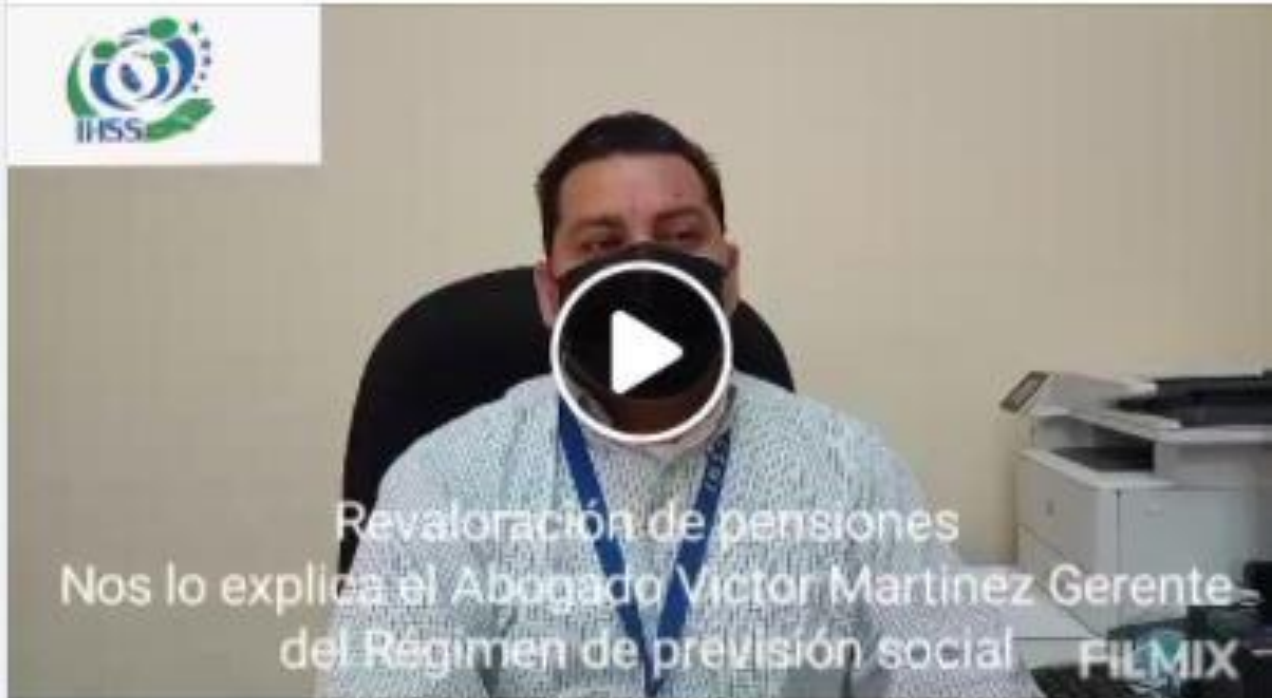 IHSS
Revaloración de pensiones
Nos lo explica el Abogado Victor Martinez Gerente
del Régimen de previsión social
FiLMIX